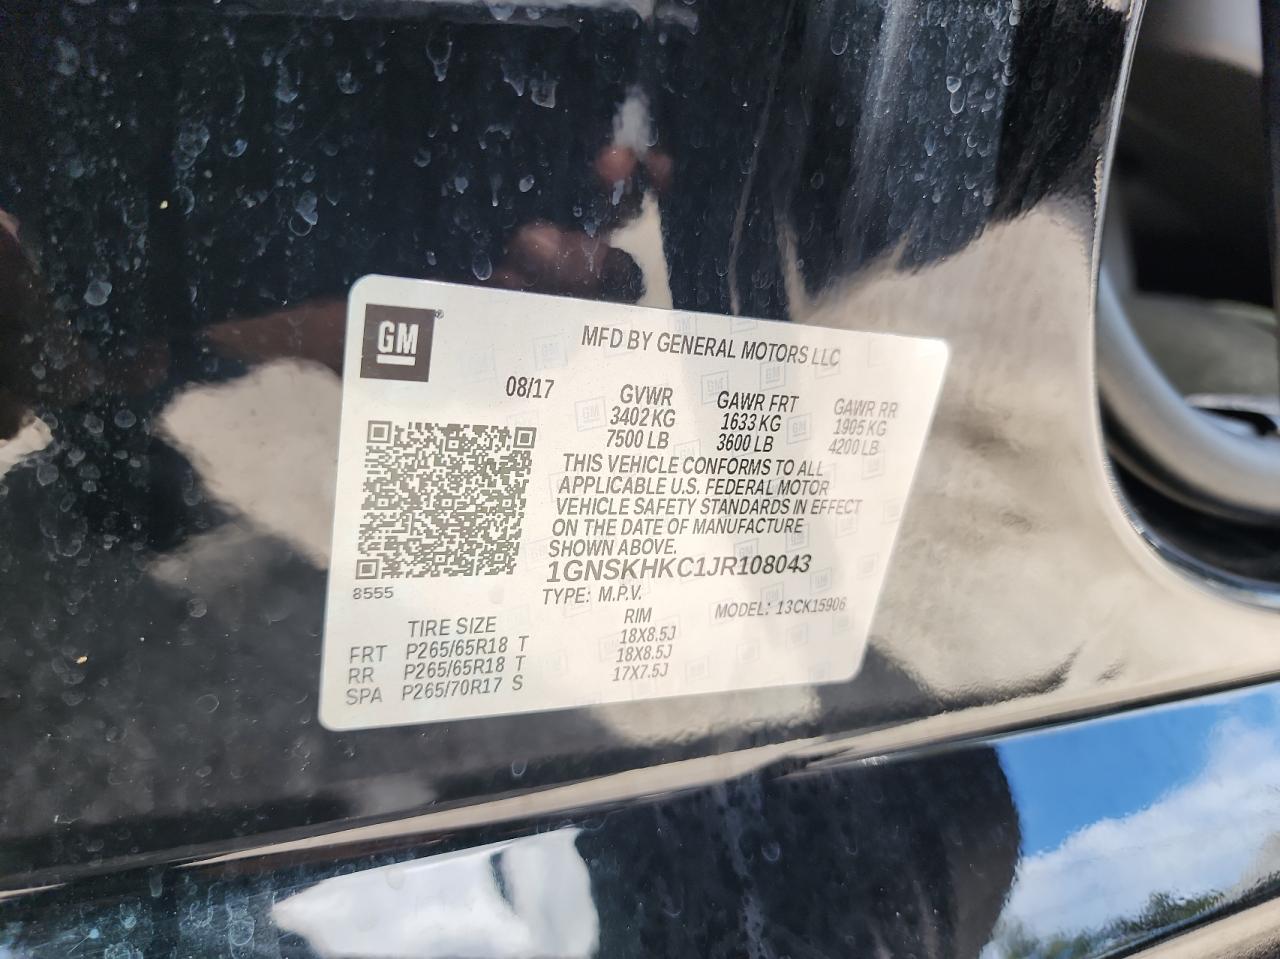 GM
MFD BY GENERAL MOTORS LLC
08/17 GVWR GAWR FRT GAWR RR
3402 KG 1633 KG 1905 KG
7500 LB 3600 LB 4200 LB
THIS VEHICLE CONFORMS TO ALL
APPLICABLE U.S. FEDERAL MOTOR
VEHICLE SAFETY STANDARDS IN EFFECT
ON THE DATE OF MANUFACTURE
SHOWN ABOVE.
1GNSKHKC1JR108043
8555
TYPE: M.P.V. MODEL: 13CK15906
TIRE SIZE RIM
FRT P265/65R18 T 18X8.5J
RR P265/65R18 T 18X8.5J
SPA P265/70R17 S 17X7.5J